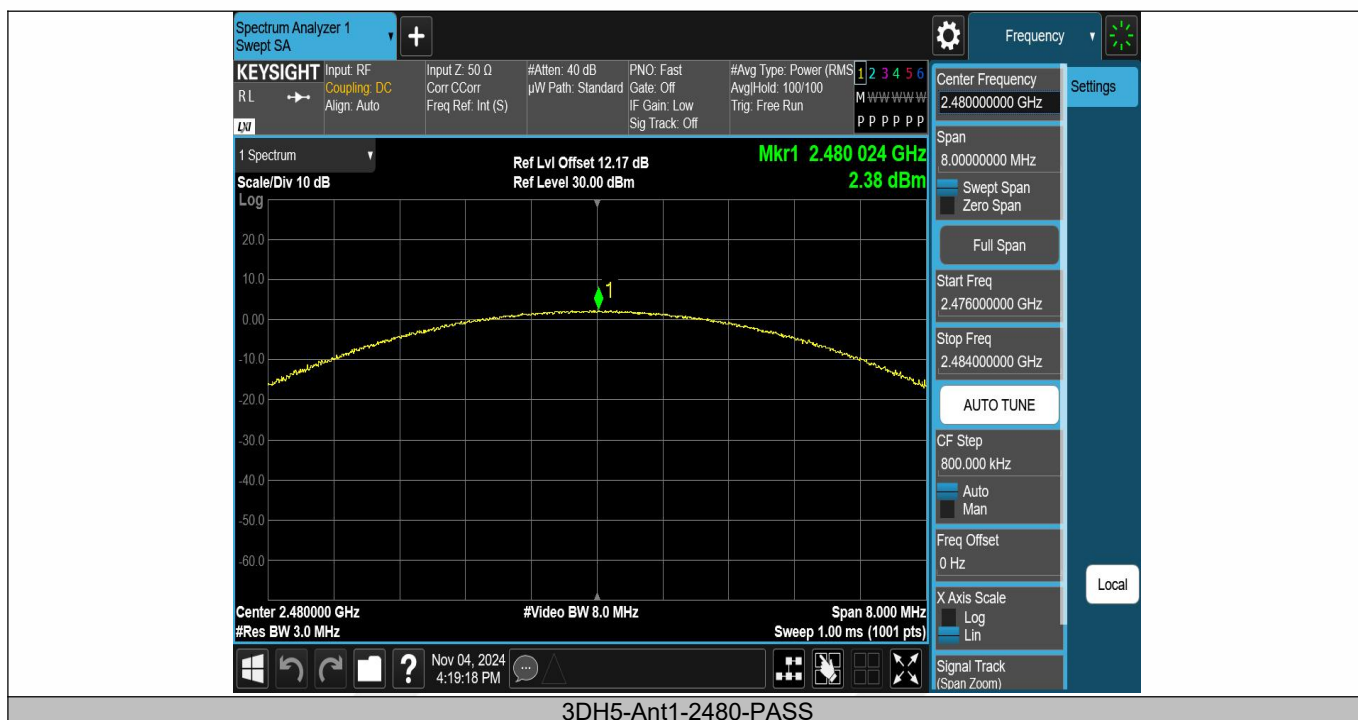 Spectrum Analyzer 1
Swept SA
+
Frequency
KEYSIGHT
RL
LXI
Input: RF
Coupling: DC
Align: Auto
Input Z: 50 Ω
Corr CCorr
Freq Ref: Int (S)
#Atten: 40 dB
µW Path: Standard
PNO: Fast
Gate: Off
IF Gain: Low
Sig Track: Off
#Avg Type: Power (RMS
Avg|Hold: 100/100
Trig: Free Run
1 2 3 4 5 6
M W W W W W
P P P P P P
1 Spectrum
Scale/Div 10 dB
Log
Ref Lvl Offset 12.17 dB
Ref Level 30.00 dBm
Mkr1 2.480 024 GHz
2.38 dBm
20.0
10.0
0.00
-10.0
-20.0
-30.0
-40.0
-50.0
-60.0
1
Center 2.480000 GHz
#Res BW 3.0 MHz
#Video BW 8.0 MHz
Span 8.000 MHz
Sweep 1.00 ms (1001 pts)
Center Frequency
2.480000000 GHz
Settings
Span
8.00000000 MHz
Swept Span
Zero Span
Full Span
Start Freq
2.476000000 GHz
Stop Freq
2.484000000 GHz
AUTO TUNE
CF Step
800.000 kHz
Auto
Man
Freq Offset
0 Hz
X Axis Scale
Log
Lin
Signal Track
(Span Zoom)
Local
?
Nov 04, 2024
4:19:18 PM
3DH5-Ant1-2480-PASS